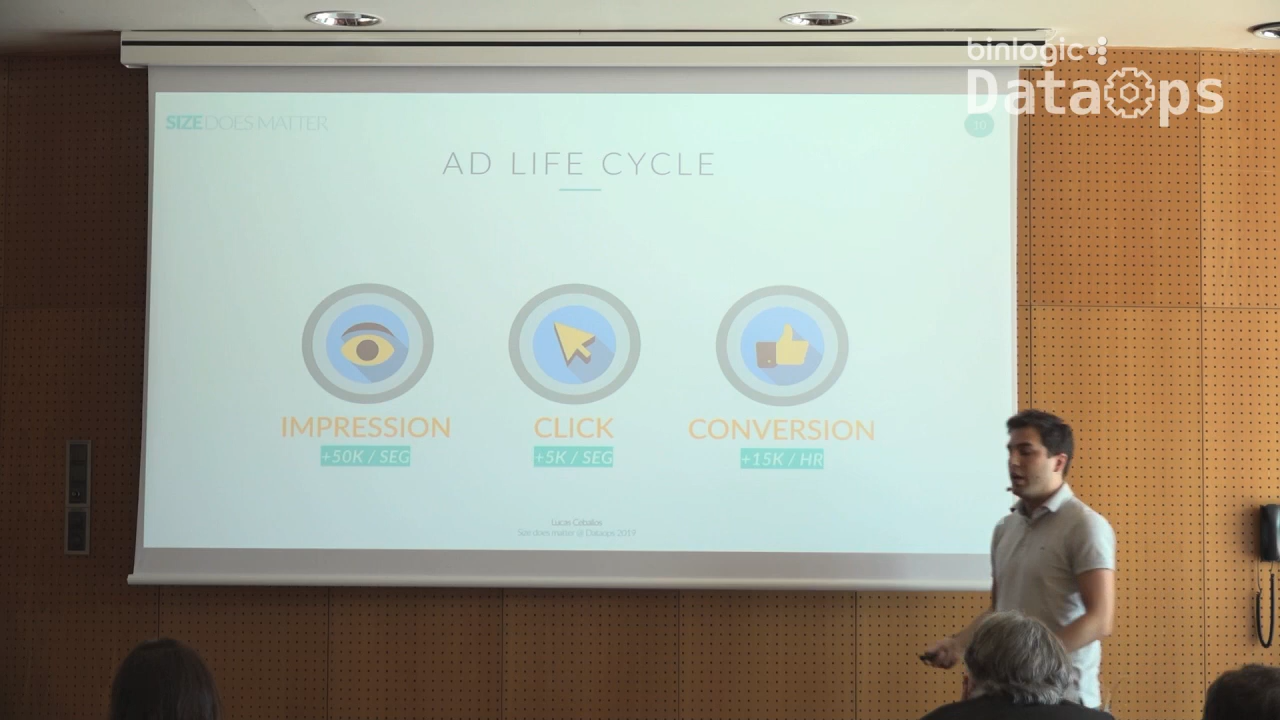 binlogic
DataOps
SIZE DOES MATTER
10
AD LIFE CYCLE
IMPRESSION
CLICK
CONVERSION
+50K / SEG
+5K / SEG
+15K / HR
Lucas Ceballos
Size does matter @ Dataops 2019